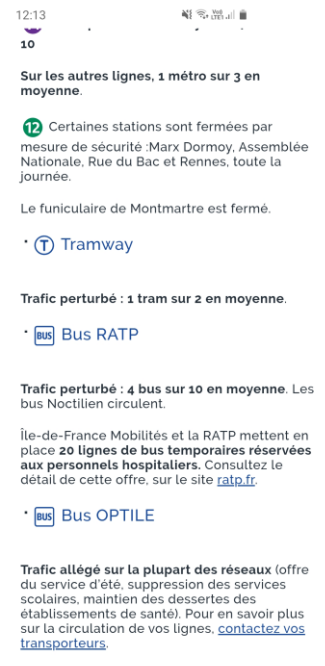 12:13
10
Sur les autres lignes, 1 métro sur 3 en
moyenne.
12 Certaines stations sont fermées par
mesure de sécurité :Marx Dormoy, Assemblée
Nationale, Rue du Bac et Rennes, toute la
journée.
Le funiculaire de Montmartre est fermé.
• T Tramway
Trafic perturbé : 1 tram sur 2 en moyenne.
• BUS Bus RATP
Trafic perturbé : 4 bus sur 10 en moyenne. Les
bus Noctilien circulent.
Île-de-France Mobilités et la RATP mettent en
place 20 lignes de bus temporaires réservées
aux personnels hospitaliers. Consultez le
détail de cette offre, sur le site ratp.fr.
• BUS Bus OPTILE
Trafic allégé sur la plupart des réseaux (offre
du service d'été, suppression des services
scolaires, maintien des dessertes des
établissements de santé). Pour en savoir plus
sur la circulation de vos lignes, contactez vos
transporteurs.